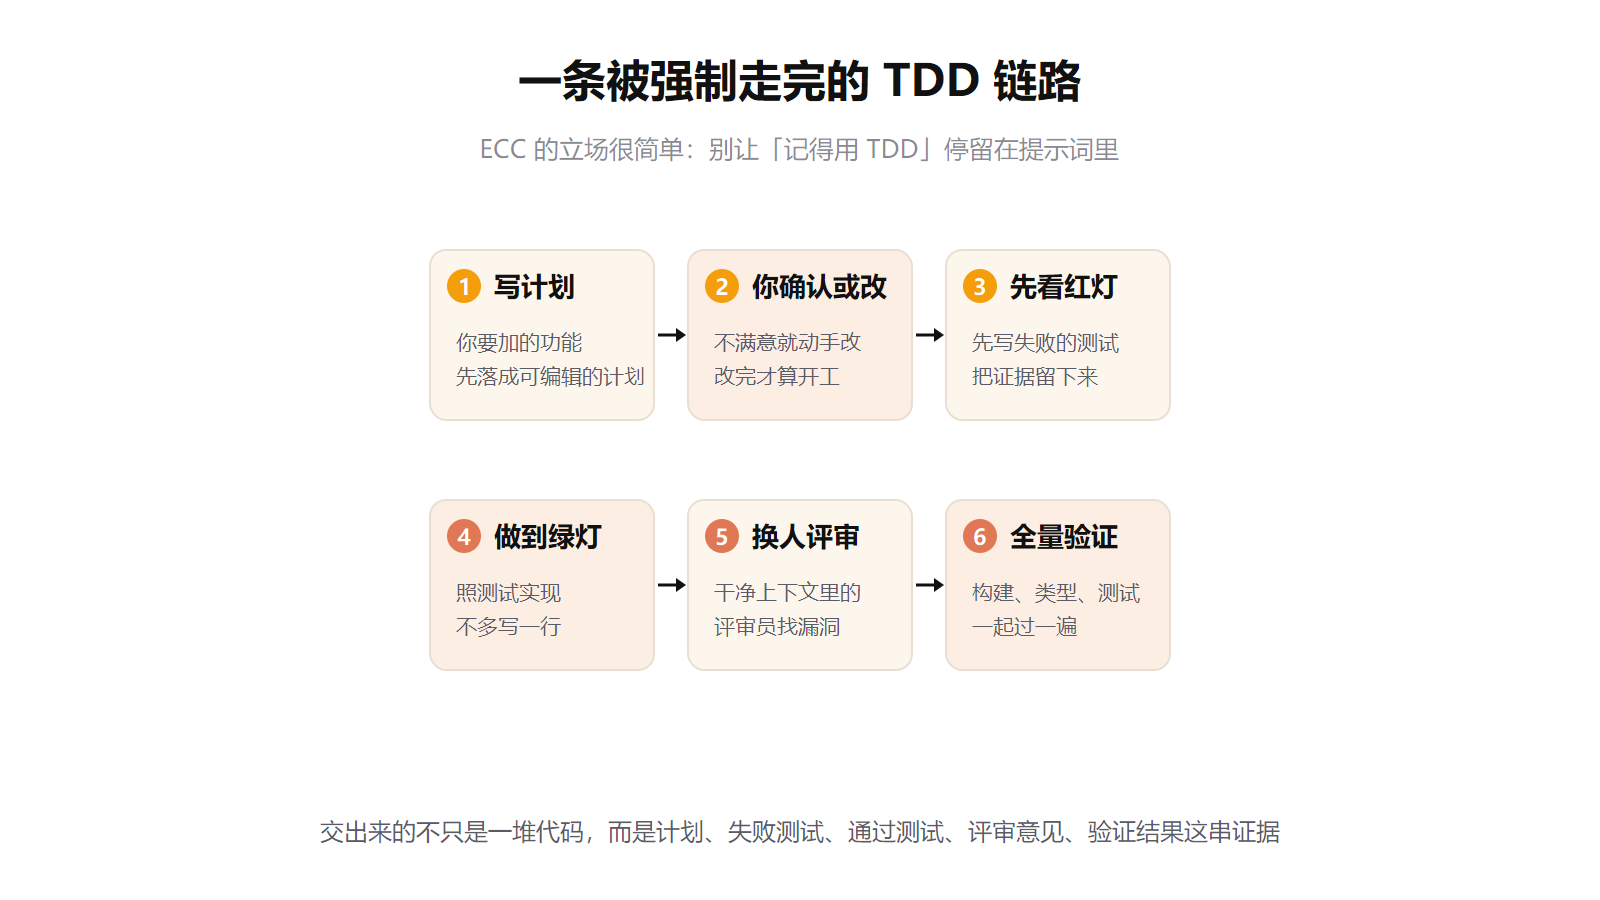 一条被强制走完的 TDD 链路
ECC 的立场很简单：别让「记得用 TDD」停留在提示词里
1 写计划
你要加的功能
先落成可编辑的计划
2 你确认或改
不满意就动手改
改完才算开工
3 先看红灯
先写失败的测试
把证据留下来
4 做到绿灯
照测试实现
不多写一行
5 换人评审
干净上下文里的
评审员找漏洞
6 全量验证
构建、类型、测试
一起过一遍
交出来的不只是一堆代码，而是计划、失败测试、通过测试、评审意见、验证结果这串证据